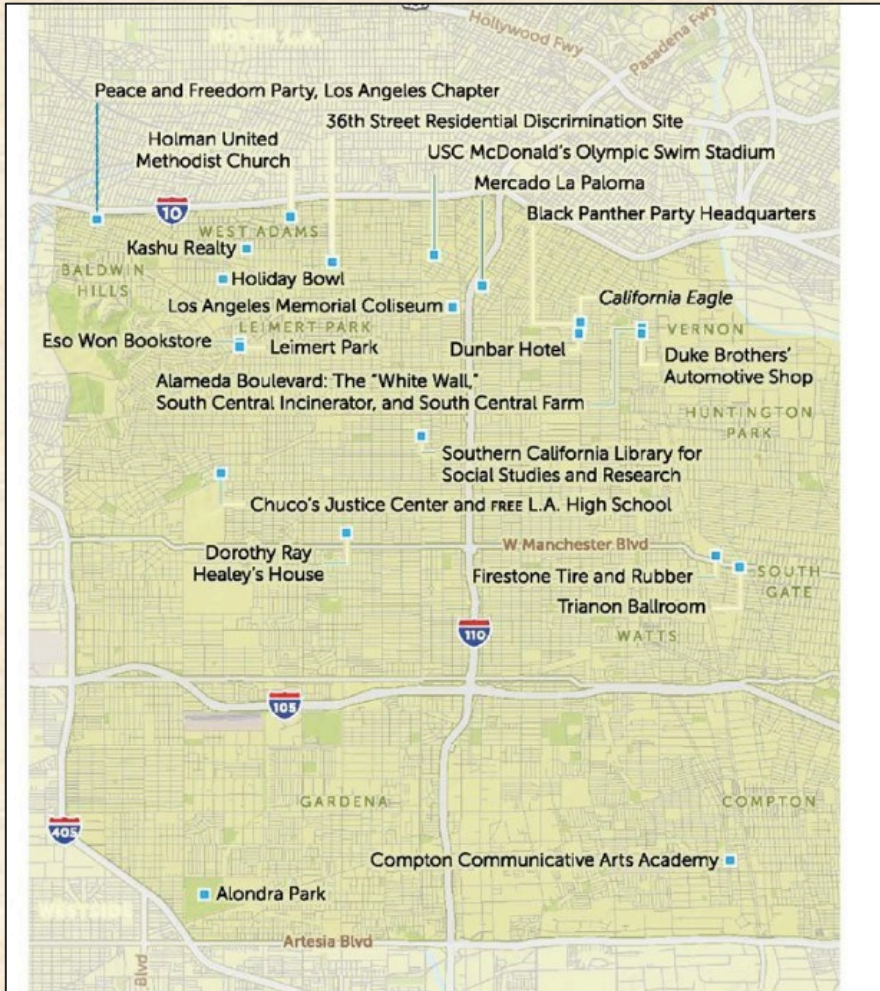 Hollywood Fwy
Pasadena Fwy
Peace and Freedom Party, Los Angeles Chapter
36th Street Residential Discrimination Site
Holman United
Methodist Church
USC McDonald's Olympic Swim Stadium
Mercado La Paloma
Black Panther Party Headquarters
10
WEST ADAMS
Kashu Realty
BALDWIN
HILLS
Holiday Bowl
California Eagle
Los Angeles Memorial Coliseum
LEIMERT PARK
VERNON
Eso Won Bookstore
Leimert Park
Dunbar Hotel
Duke Brothers'
Automotive Shop
Alameda Boulevard: The "White Wall,"
South Central Incinerator, and South Central Farm
HUNTINGTON
PARK
Southern California Library for
Social Studies and Research
Chuco's Justice Center and FREE L.A. High School
W Manchester Blvd
Dorothy Ray
Healey's House
Firestone Tire and Rubber
SOUTH
GATE
Trianon Ballroom
110
WATTS
105
GARDENA
COMPTON
405
Compton Communicative Arts Academy
Alondra Park
Artesia Blvd
Blvd